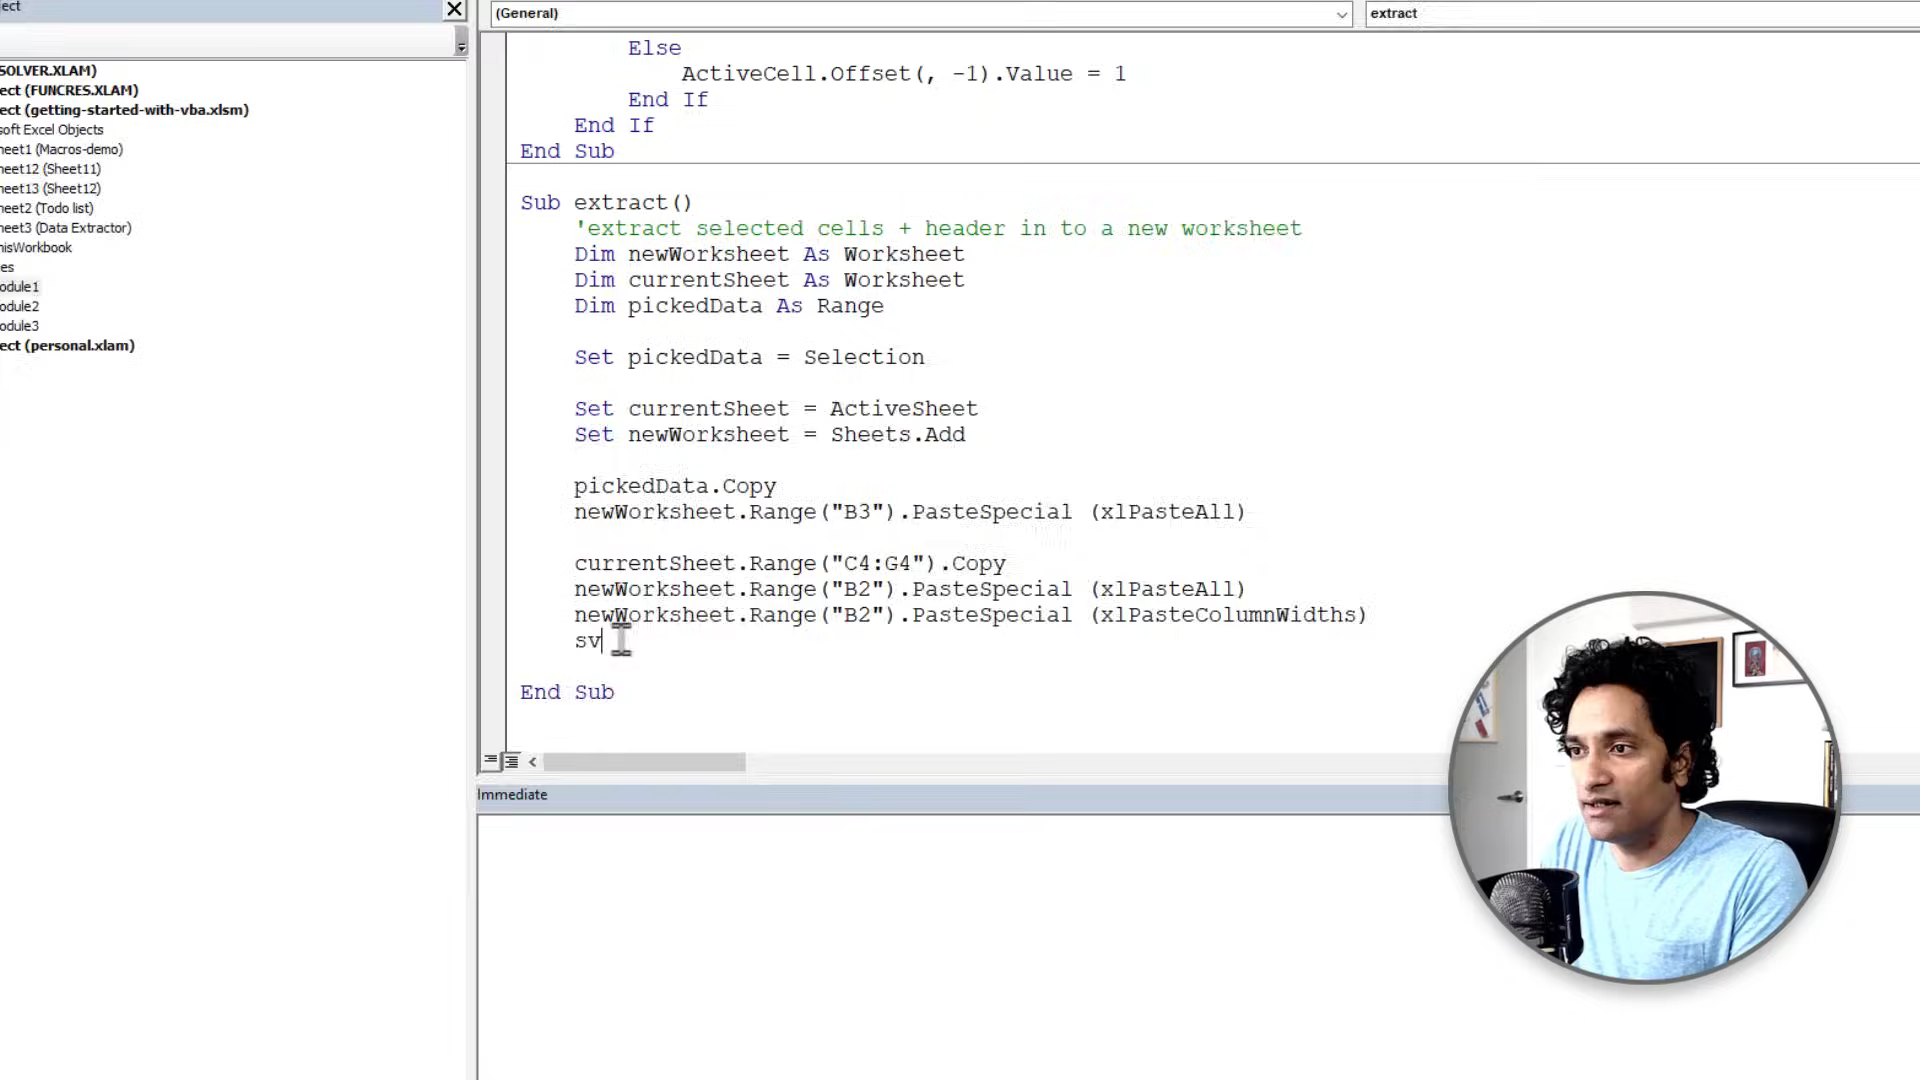 ject
SOLVER.XLAM)
ect (FUNCRES.XLAM)
ect (getting-started-with-vba.xlsm)
soft Excel Objects
heet1 (Macros-demo)
heet12 (Sheet11)
heet13 (Sheet12)
heet2 (Todo list)
heet3 (Data Extractor)
hisWorkbook
es
odule1
odule2
odule3
ect (personal.xlam)
(General)
extract
Else
ActiveCell.Offset(, -1).Value = 1
End If
End If
End Sub
Sub extract()
'extract selected cells + header in to a new worksheet
Dim newWorksheet As Worksheet
Dim currentSheet As Worksheet
Dim pickedData As Range
Set pickedData = Selection
Set currentSheet = ActiveSheet
Set newWorksheet = Sheets.Add
pickedData.Copy
newWorksheet.Range("B3").PasteSpecial (xlPasteAll)
currentSheet.Range("C4:G4").Copy
newWorksheet.Range("B2").PasteSpecial (xlPasteAll)
newWorksheet.Range("B2").PasteSpecial (xlPasteColumnWidths)
sv
End Sub
Immediate